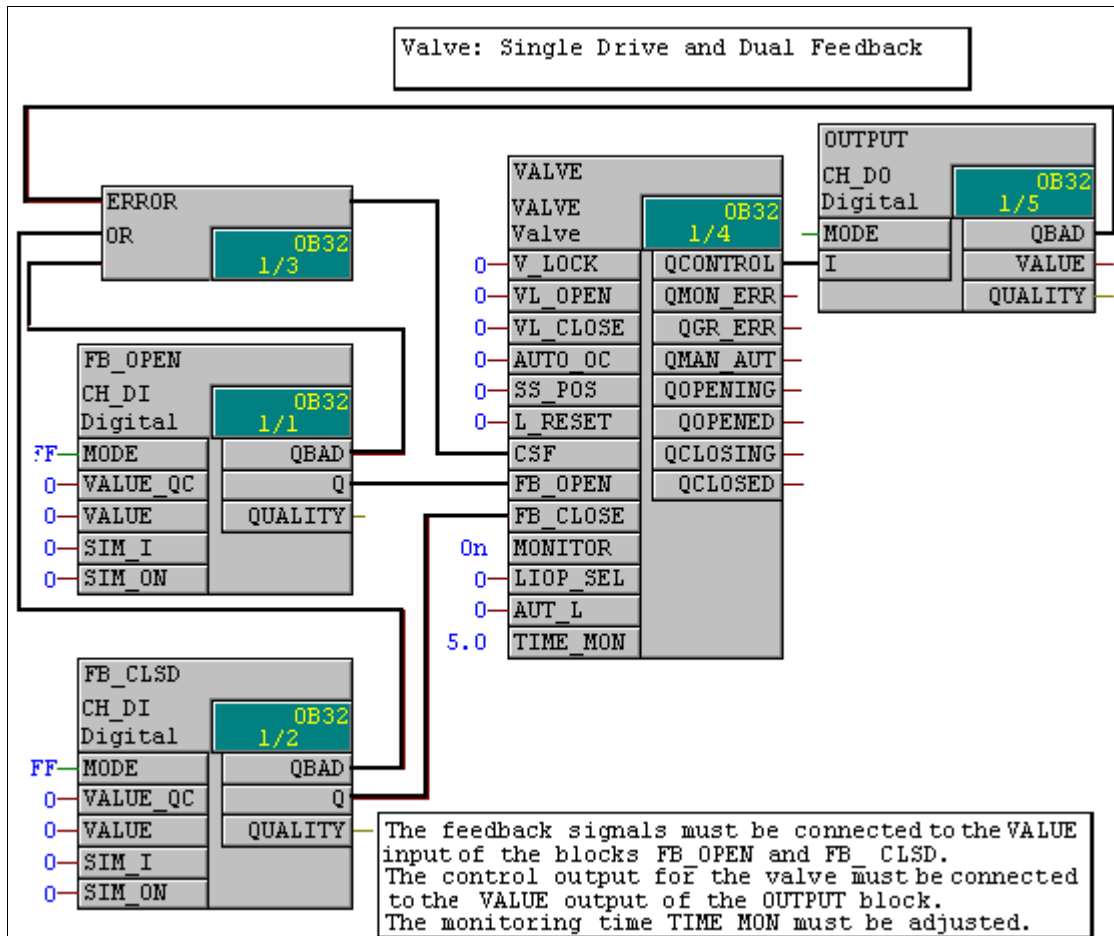 Valve: Single Drive and Dual Feedback
OUTPUT
CH_DO
Digital
OB32
1/5
MODE
QBAD
I
VALUE
QUALITY
ERROR
OR
OB32
1/3
VALVE
VALVE
Valve
OB32
1/4
0 V_LOCK QCONTROL
0 VL_OPEN QMON_ERR
0 VL_CLOSE QGR_ERR
0 AUTO_OC QMAN_AUT
0 SS_POS QOPENING
0 L_RESET QOPENED
CSF QCLOSING
FB_OPEN QCLOSED
FB_CLOSE
On MONITOR
0 LIOP_SEL
0 AUT_L
5.0 TIME_MON
FB_OPEN
CH_DI
Digital
OB32
1/1
FF MODE QBAD
0 VALUE_QC Q
0 VALUE QUALITY
0 SIM_I
0 SIM_ON
FB_CLSD
CH_DI
Digital
OB32
1/2
FF MODE QBAD
0 VALUE_QC Q
0 VALUE QUALITY
0 SIM_I
0 SIM_ON
The feedback signals must be connected to the VALUE
input of the blocks FB_OPEN and FB_ CLSD.
The control output for the valve must be connected
to the VALUE output of the OUTPUT block.
The monitoring time TIME MON must be adjusted.